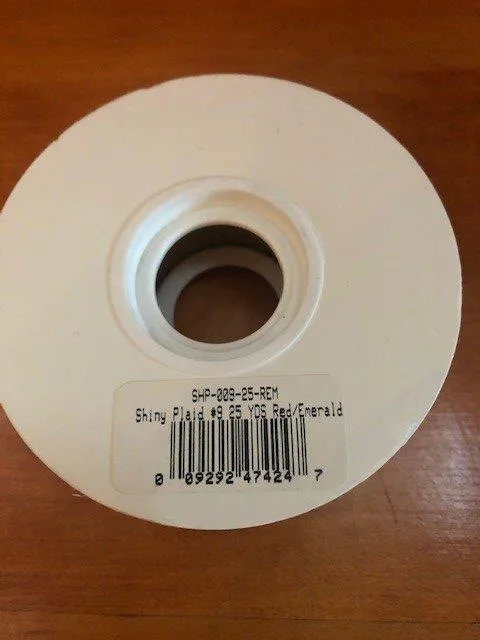 SHP-009-25-REM
Shiny Plaid #9 25 YDS Red/Emerald
0 09292 47424 7